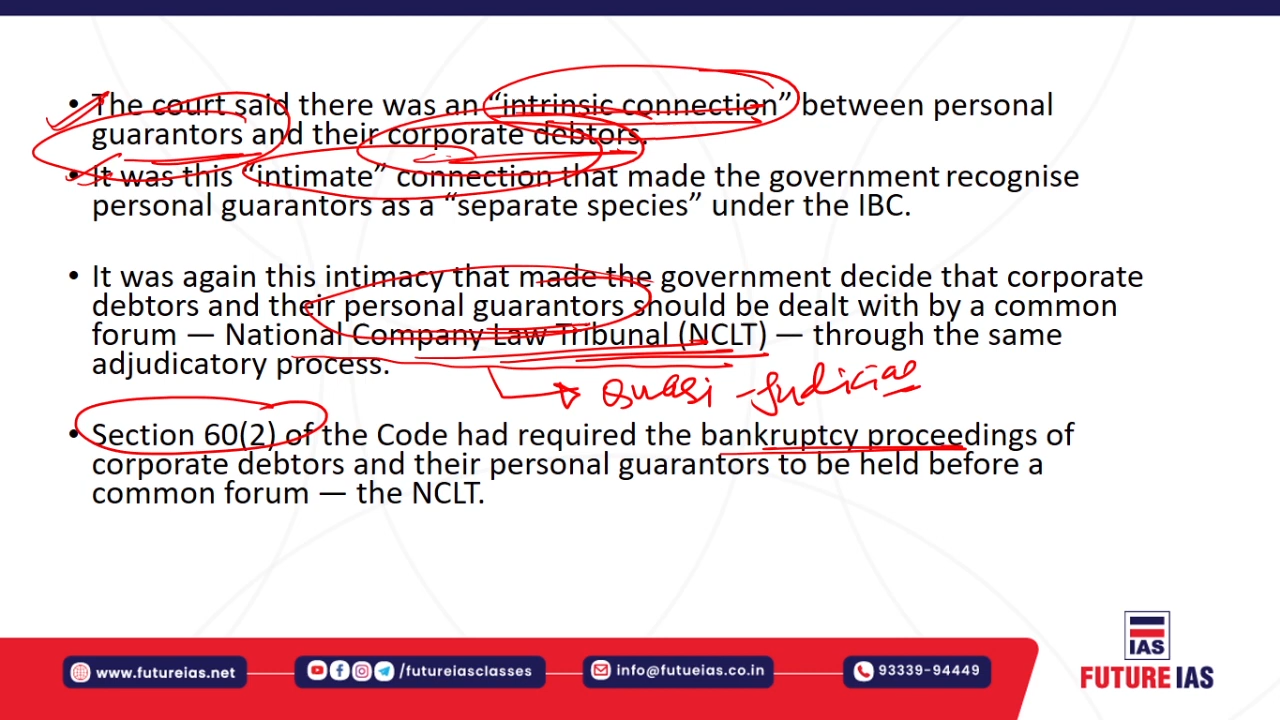 • The court said there was an “intrinsic connection” between personal
guarantors and their corporate debtors.
• It was this “intimate” connection that made the government recognise
personal guarantors as a “separate species” under the IBC.
• It was again this intimacy that made the government decide that corporate
debtors and their personal guarantors should be dealt with by a common
forum — National Company Law Tribunal (NCLT) — through the same
adjudicatory process.
Quasi - Judicial
• Section 60(2) of the Code had required the bankruptcy proceedings of
corporate debtors and their personal guarantors to be held before a
common forum — the NCLT.
IAS
www.futureias.net
/futureiasclasses
info@futueias.co.in
93339-94449
FUTURE IAS